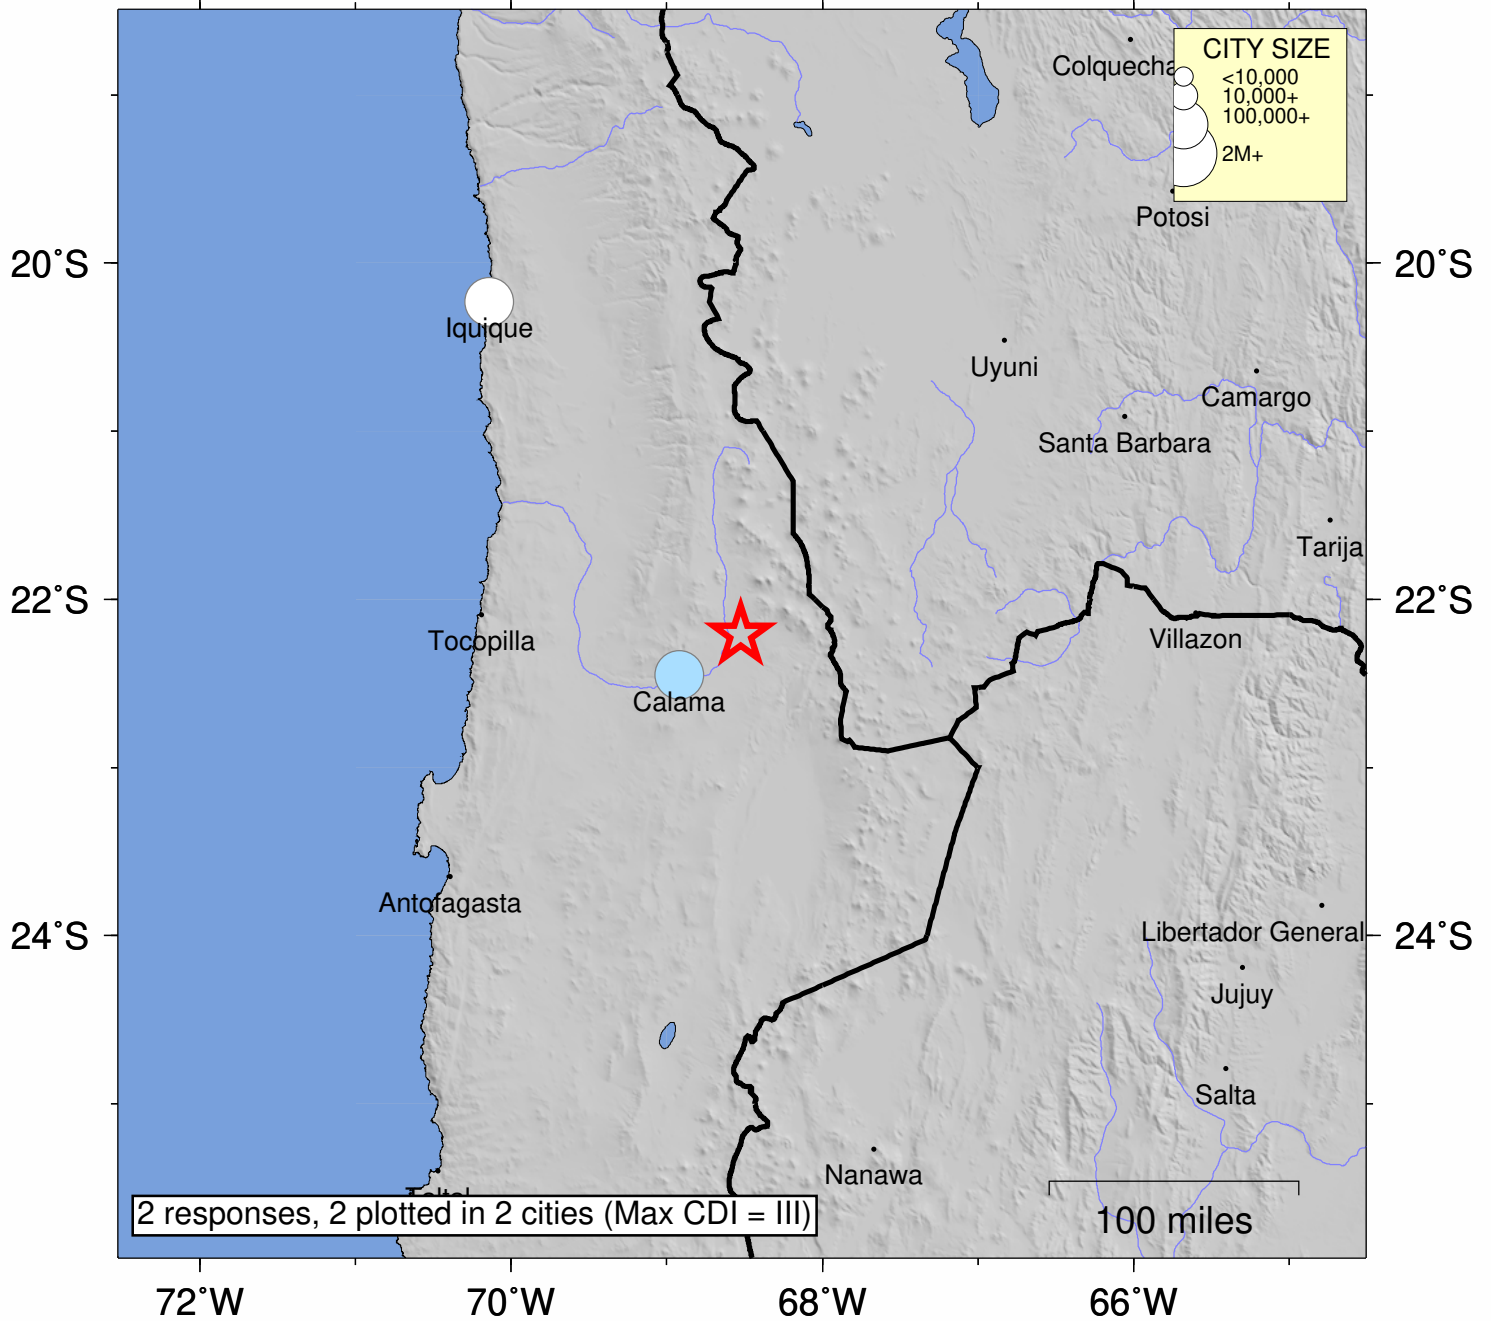 Colquecha
CITY SIZE
<10,000
10,000+
100,000+
2M+
Potosi
20°S
20°S
Iquique
Uyuni
Camargo
Santa Barbara
Tarija
22°S
22°S
Tocopilla
Villazon
Calama
Antofagasta
24°S
Libertador General
24°S
Jujuy
Salta
Nanawa
2 responses, 2 plotted in 2 cities (Max CDI = III)
100 miles
72°W
70°W
68°W
66°W